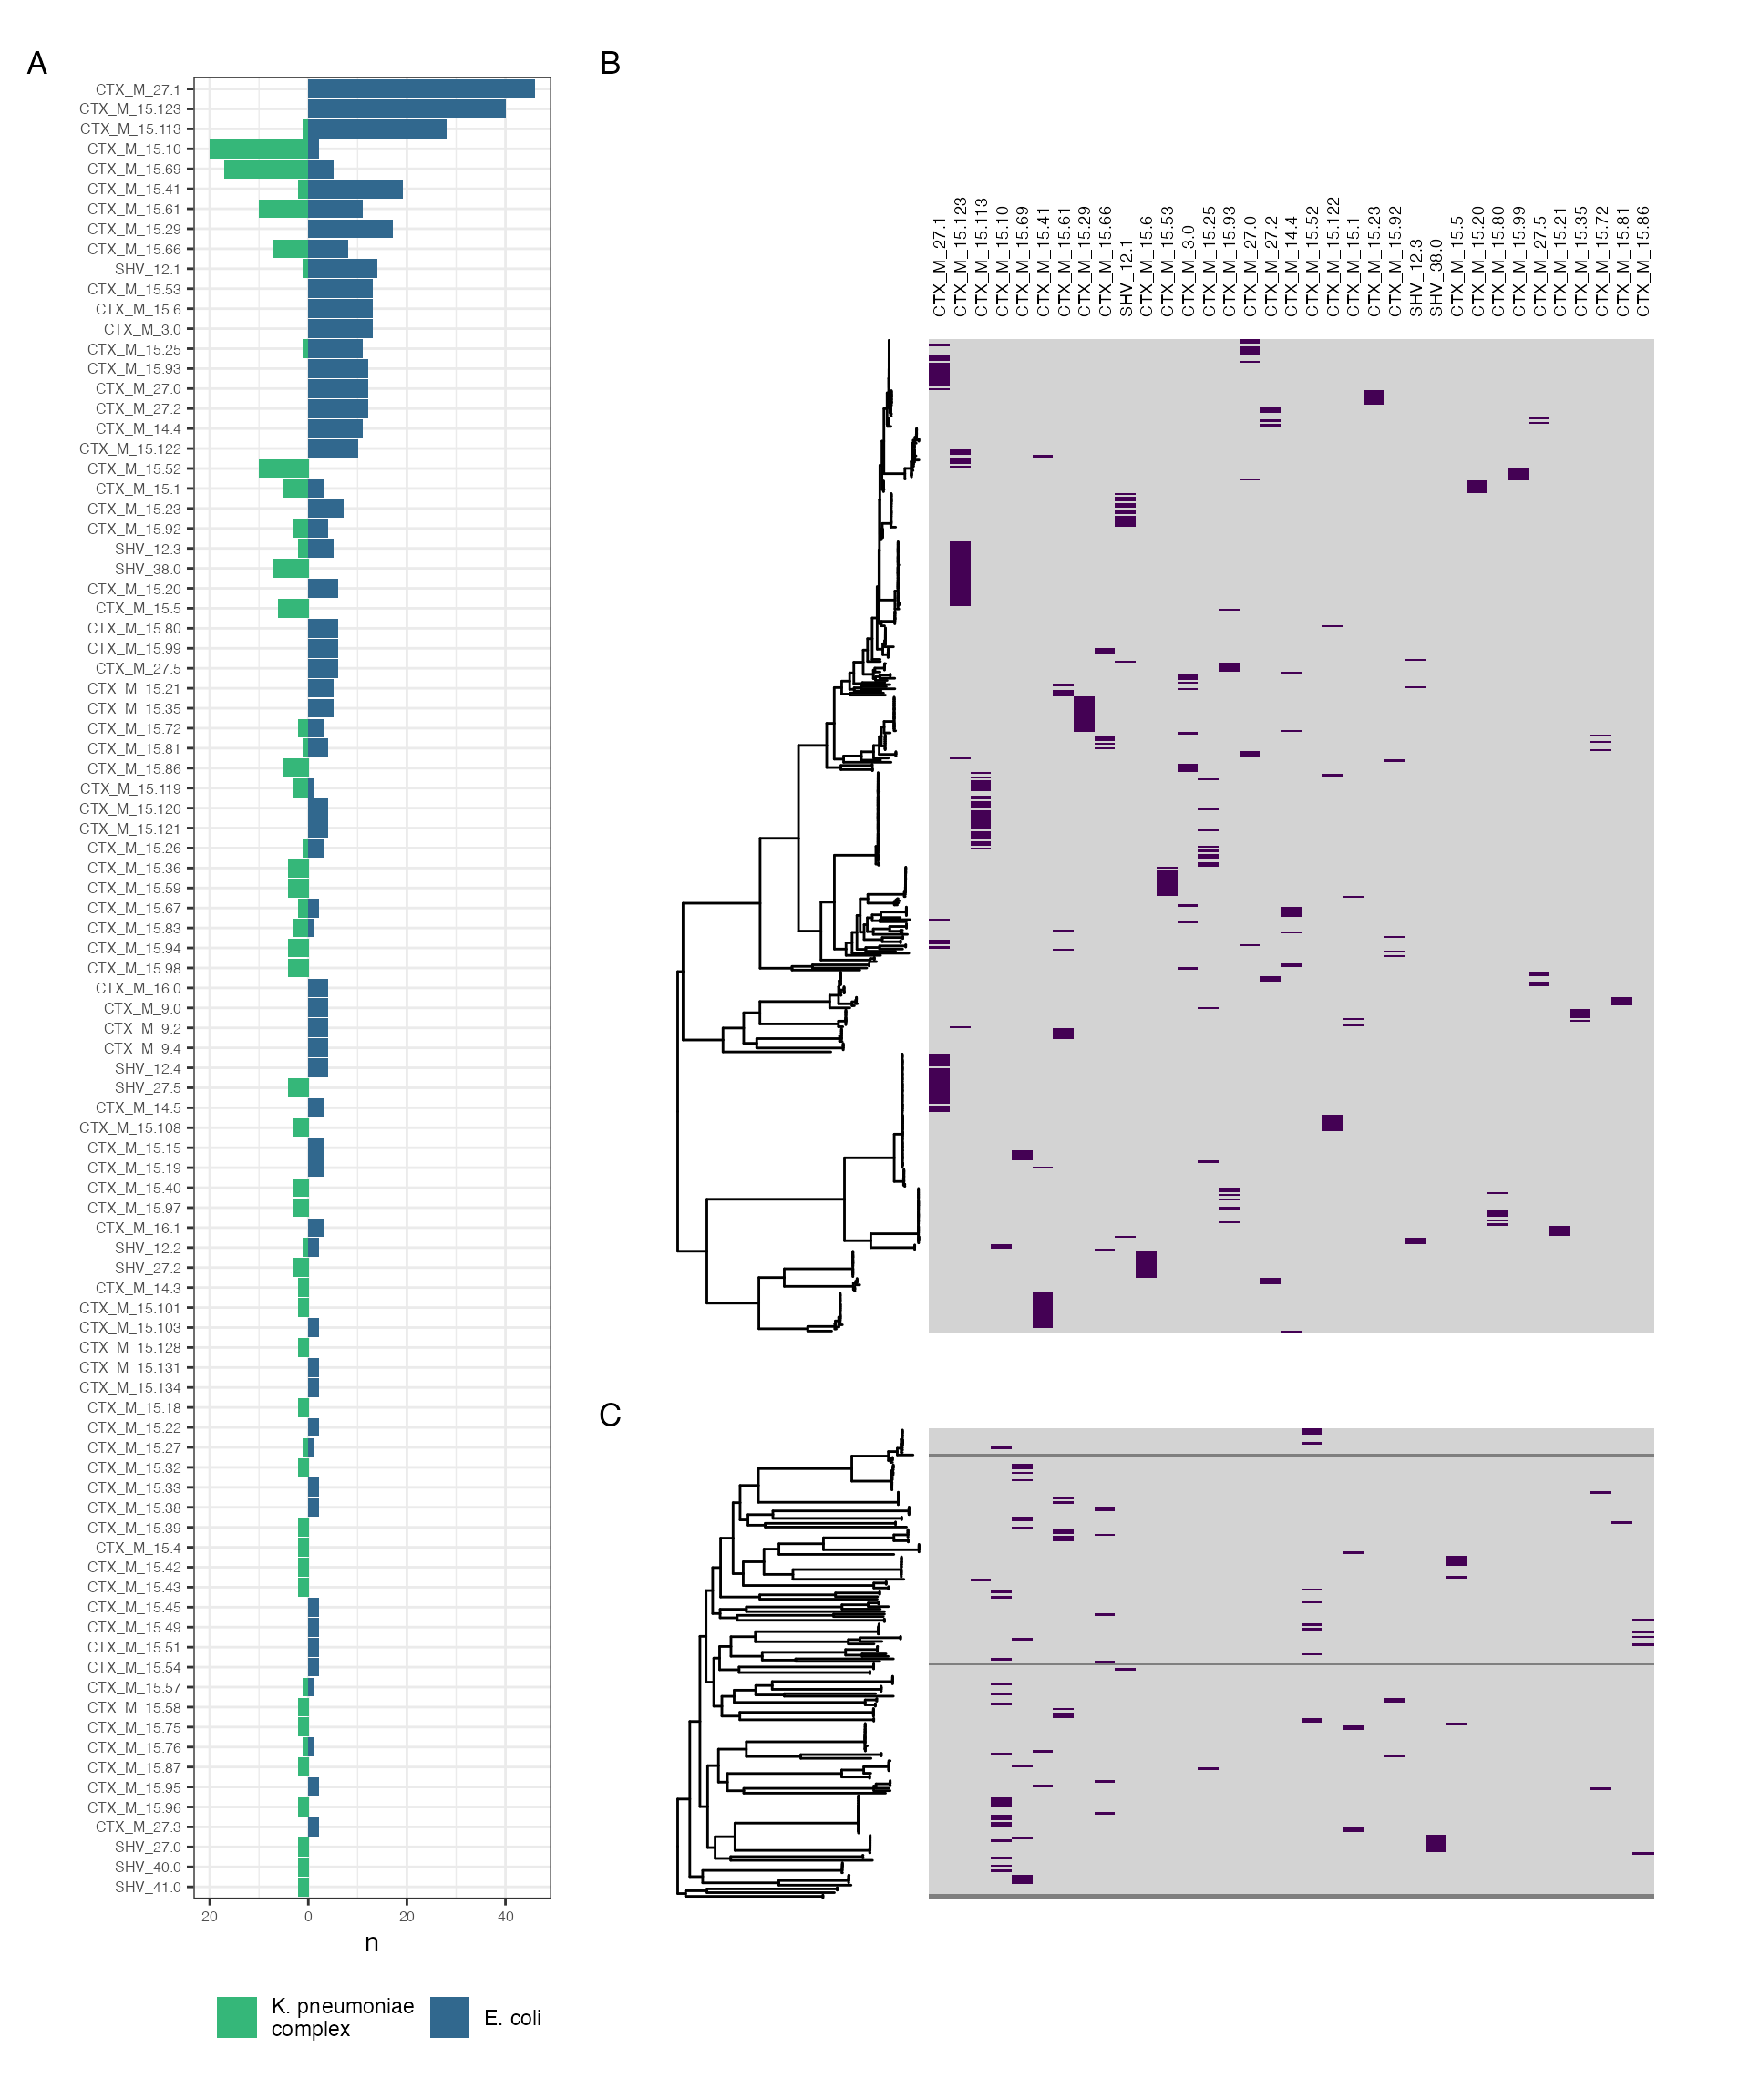 A
CTX_M_27.1
CTX_M_15.123
CTX_M_15.113
CTX_M_15.10
CTX_M_15.69
CTX_M_15.41
CTX_M_15.61
CTX_M_15.29
CTX_M_15.66
SHV_12.1
CTX_M_15.53
CTX_M_15.6
CTX_M_3.0
CTX_M_15.25
CTX_M_15.93
CTX_M_27.0
CTX_M_27.2
CTX_M_14.4
CTX_M_15.122
CTX_M_15.52
CTX_M_15.1
CTX_M_15.23
CTX_M_15.92
SHV_12.3
SHV_38.0
CTX_M_15.20
CTX_M_15.5
CTX_M_15.80
CTX_M_15.99
CTX_M_27.5
CTX_M_15.21
CTX_M_15.35
CTX_M_15.72
CTX_M_15.81
CTX_M_15.86
CTX_M_15.119
CTX_M_15.120
CTX_M_15.121
CTX_M_15.26
CTX_M_15.36
CTX_M_15.59
CTX_M_15.67
CTX_M_15.83
CTX_M_15.94
CTX_M_15.98
CTX_M_16.0
CTX_M_9.0
CTX_M_9.2
CTX_M_9.4
SHV_12.4
SHV_27.5
CTX_M_14.5
CTX_M_15.108
CTX_M_15.15
CTX_M_15.19
CTX_M_15.40
CTX_M_15.97
CTX_M_16.1
SHV_12.2
SHV_27.2
CTX_M_14.3
CTX_M_15.101
CTX_M_15.103
CTX_M_15.128
CTX_M_15.131
CTX_M_15.134
CTX_M_15.18
CTX_M_15.22
CTX_M_15.27
CTX_M_15.32
CTX_M_15.33
CTX_M_15.38
CTX_M_15.39
CTX_M_15.4
CTX_M_15.42
CTX_M_15.43
CTX_M_15.45
CTX_M_15.49
CTX_M_15.51
CTX_M_15.54
CTX_M_15.57
CTX_M_15.58
CTX_M_15.75
CTX_M_15.76
CTX_M_15.87
CTX_M_15.95
CTX_M_15.96
CTX_M_27.3
SHV_27.0
SHV_40.0
SHV_41.0
20 0 20 40
n
K. pneumoniae
complex
E. coli
B
CTX_M_27.1
CTX_M_15.123
CTX_M_15.113
CTX_M_15.10
CTX_M_15.69
CTX_M_15.41
CTX_M_15.61
CTX_M_15.29
CTX_M_15.66
SHV_12.1
CTX_M_15.6
CTX_M_15.53
CTX_M_3.0
CTX_M_15.25
CTX_M_15.93
CTX_M_27.0
CTX_M_27.2
CTX_M_14.4
CTX_M_15.52
CTX_M_15.122
CTX_M_15.1
CTX_M_15.23
CTX_M_15.92
SHV_12.3
SHV_38.0
CTX_M_15.5
CTX_M_15.20
CTX_M_15.80
CTX_M_15.99
CTX_M_27.5
CTX_M_15.21
CTX_M_15.35
CTX_M_15.72
CTX_M_15.81
CTX_M_15.86
C